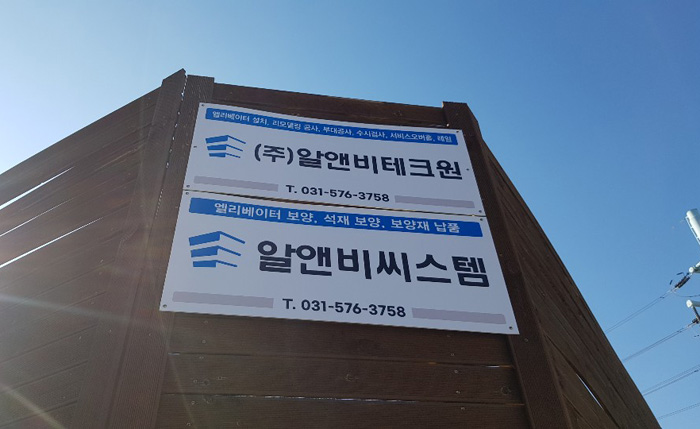 엘리베이터 설치, 리모델링 공사, 부대공사, 수시검사, 서비스오버홀, 해임
(주)알앤비테크원
T. 031-576-3758
엘리베이터 보양, 석재 보양, 보양재 납품
알앤비씨스템
T. 031-576-3758